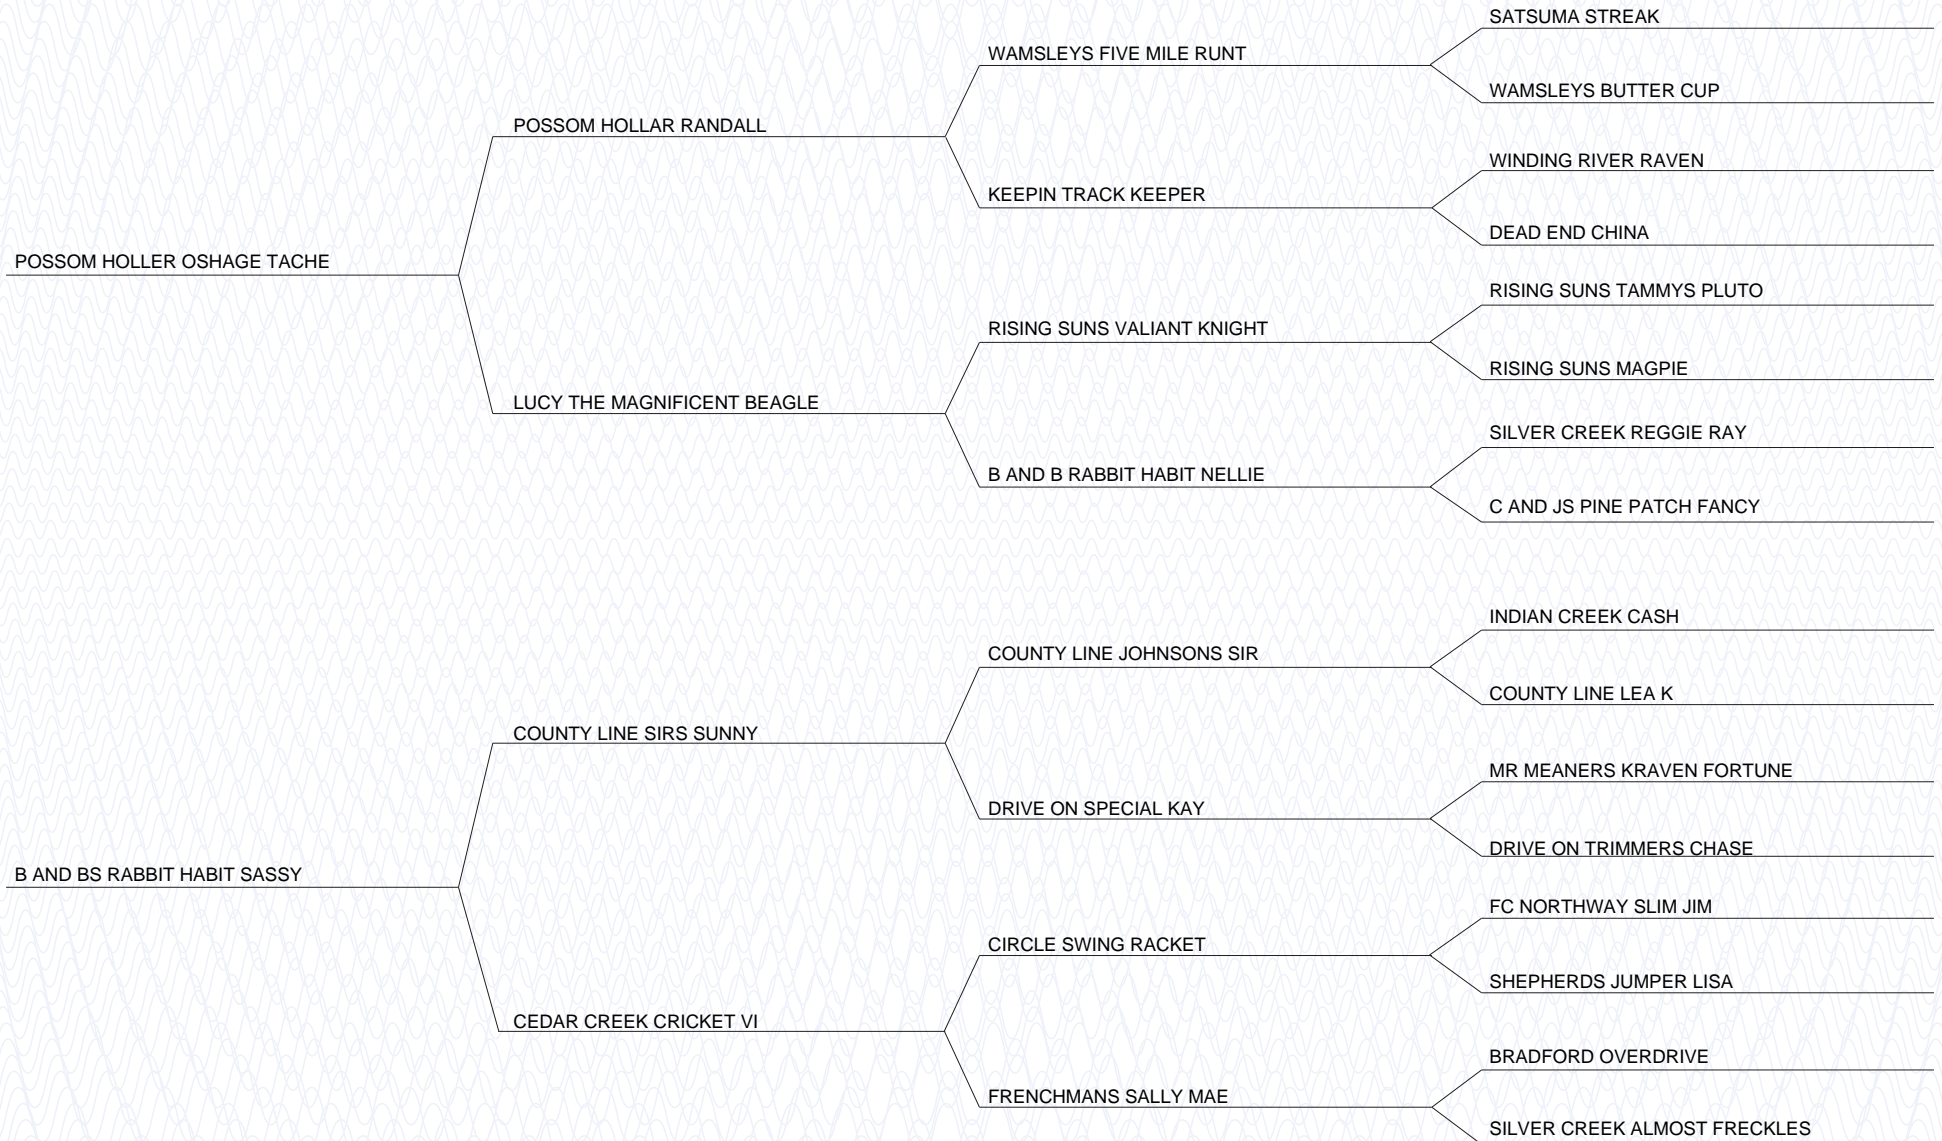 SATSUMA STREAK
WAMSLEYS FIVE MILE RUNT
WAMSLEYS BUTTER CUP
POSSOM HOLLAR RANDALL
WINDING RIVER RAVEN
KEEPIN TRACK KEEPER
DEAD END CHINA
POSSOM HOLLER OSHAGE TACHE
RISING SUNS TAMMYS PLUTO
RISING SUNS VALIANT KNIGHT
RISING SUNS MAGPIE
LUCY THE MAGNIFICENT BEAGLE
SILVER CREEK REGGIE RAY
B AND B RABBIT HABIT NELLIE
C AND JS PINE PATCH FANCY
INDIAN CREEK CASH
COUNTY LINE JOHNSONS SIR
COUNTY LINE LEA K
COUNTY LINE SIRS SUNNY
MR MEANERS KRAVEN FORTUNE
DRIVE ON SPECIAL KAY
DRIVE ON TRIMMERS CHASE
B AND BS RABBIT HABIT SASSY
FC NORTHWAY SLIM JIM
CIRCLE SWING RACKET
SHEPHERDS JUMPER LISA
CEDAR CREEK CRICKET VI
BRADFORD OVERDRIVE
FRENCHMANS SALLY MAE
SILVER CREEK ALMOST FRECKLES